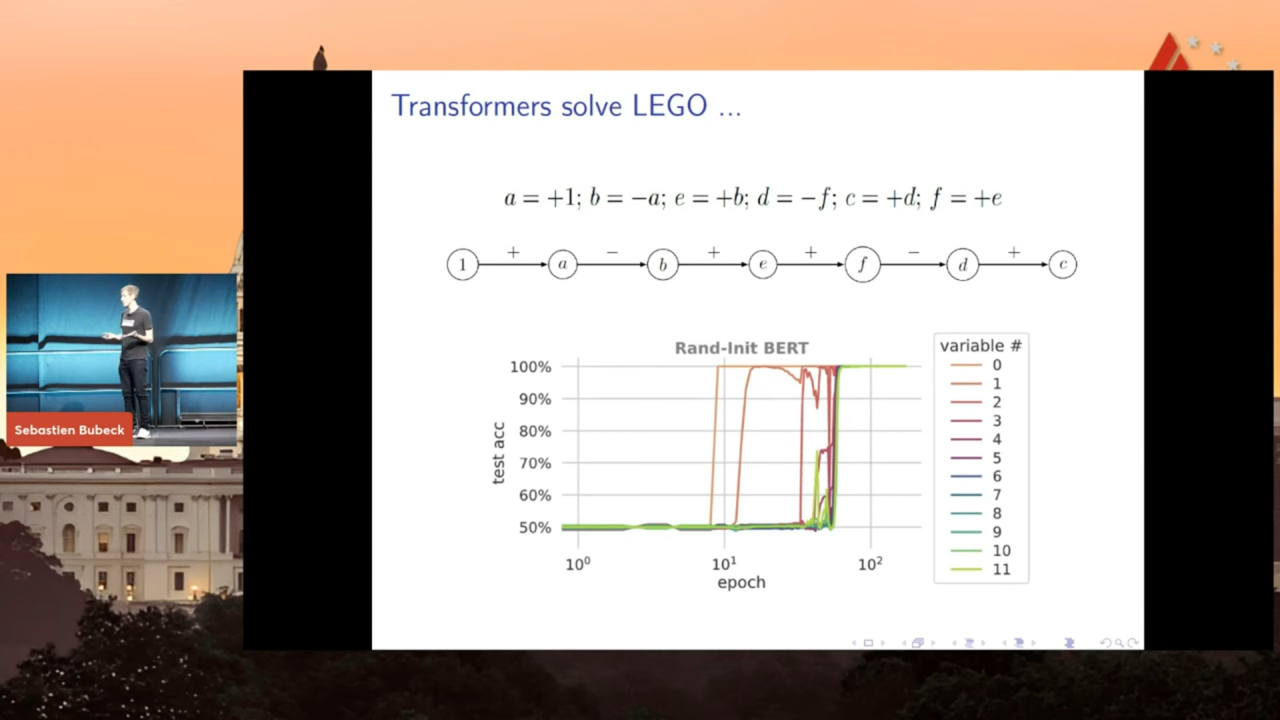 Transformers solve LEGO ...
a = +1; b = −a; e = +b; d = −f; c = +d; f = +e
1 + a − b + e + f − d + c
Rand-Init BERT
variable #
0
1
2
3
4
5
6
7
8
9
10
11
100%
90%
80%
70%
60%
50%
test acc
10⁰ 10¹ 10²
epoch
Sebastien Bubeck